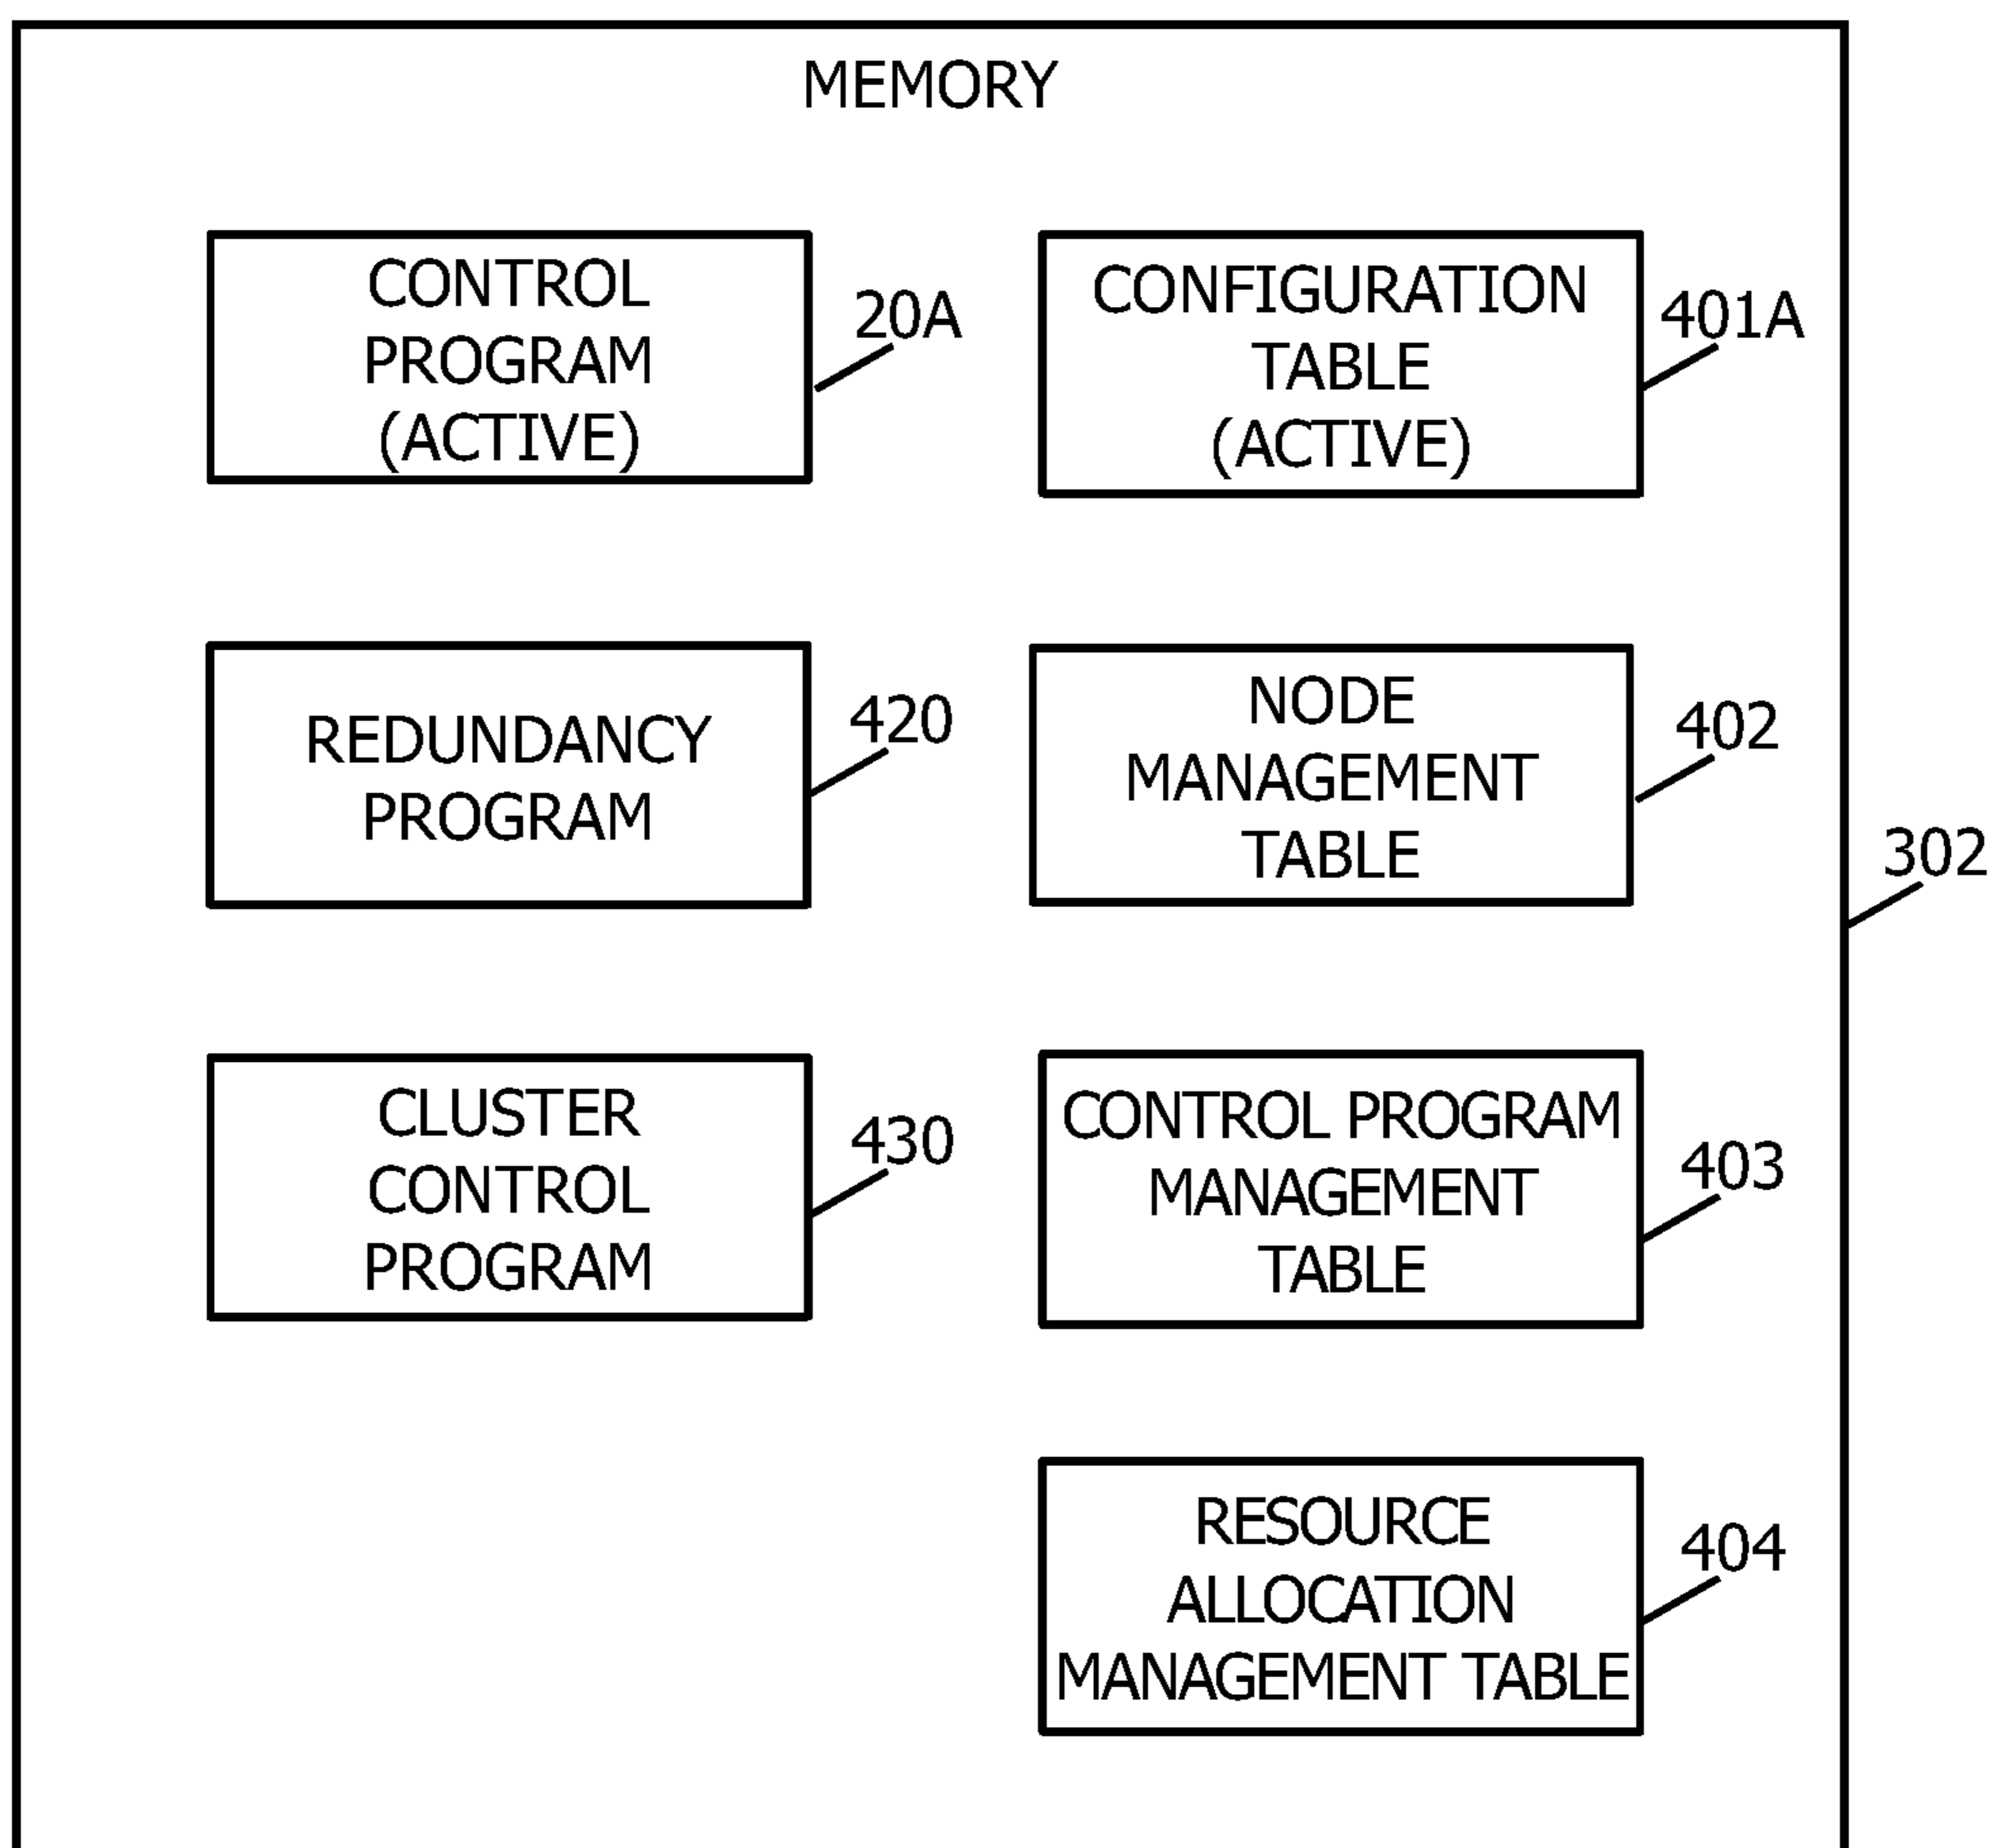 MEMORY
CONTROL
PROGRAM
(ACTIVE)
20A
CONFIGURATION
TABLE
(ACTIVE)
401A
REDUNDANCY
PROGRAM
420
NODE
MANAGEMENT
TABLE
402
302
CLUSTER
CONTROL
PROGRAM
430
CONTROL PROGRAM
MANAGEMENT
TABLE
403
RESOURCE
ALLOCATION
MANAGEMENT TABLE
404